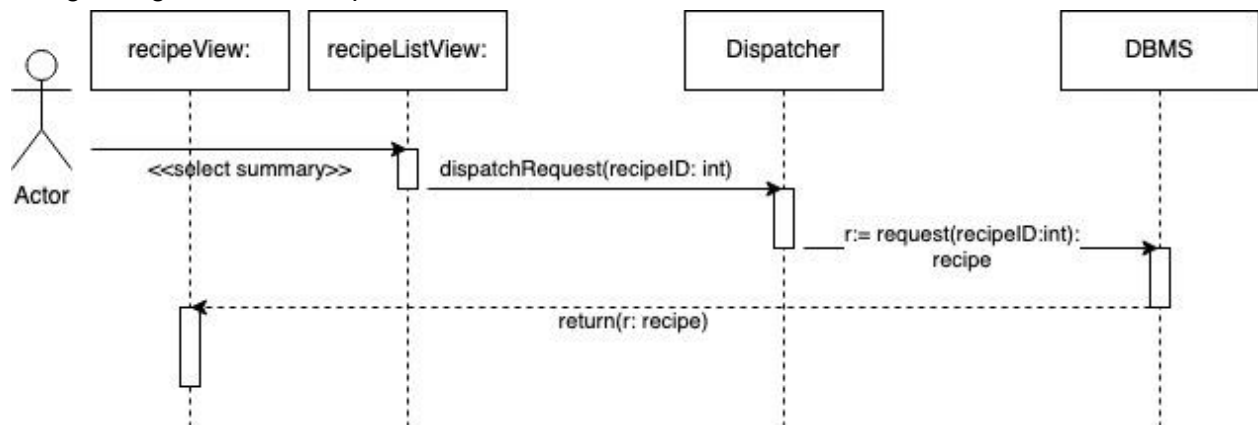 recipeView:
recipeListView:
Dispatcher
DBMS
Actor
<<select summary>>
dispatchRequest(recipeID: int)
r:= request(recipeID:int):
recipe
return(r: recipe)